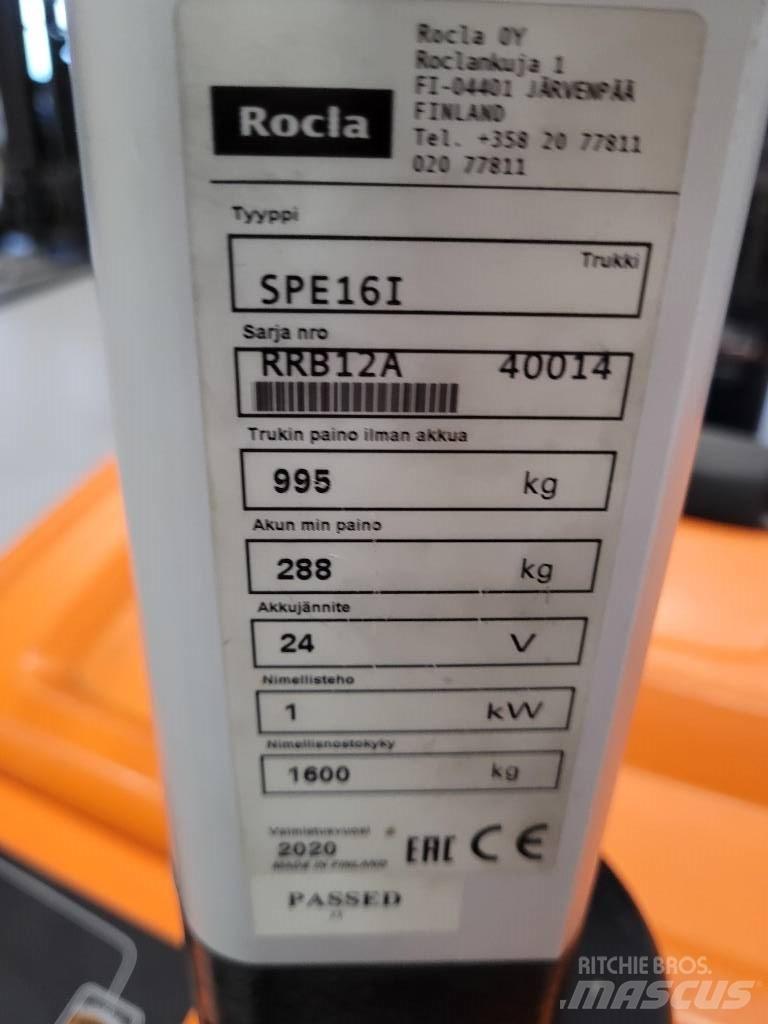 Rocla
Rocla OY
Roclankuja 1
FI-04401 JÄRVENPÄÄ
FINLAND
Tel. +358 20 77811
020 77811
Tyyppi
Trukki
SPE16I
Sarja nro
RRB12A 40014
Trukin paino ilman akkua
995 kg
Akun min paino
288 kg
Akkujännite
24 V
Nimellisteho
1 kW
Nimellisnostokyky
1600 kg
Valmistusvuosi
2020
MADE IN FINLAND
EAC CE
PASSED
RITCHIE BROS.
MASCUS